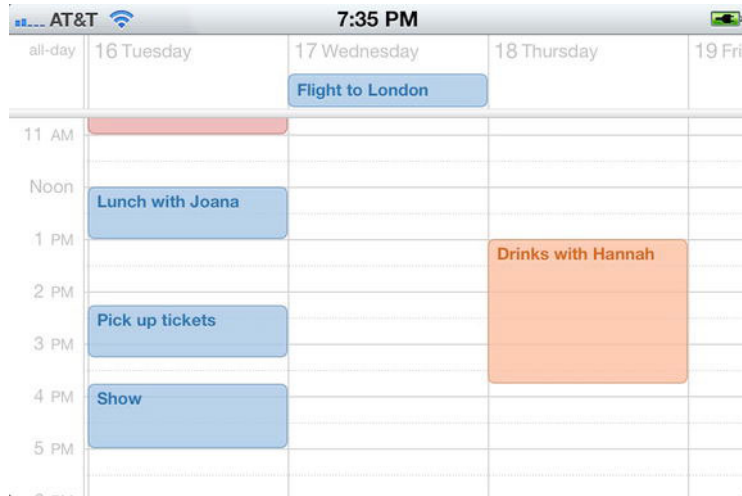 AT&T 7:35 PM
all-day 16 Tuesday 17 Wednesday 18 Thursday 19 Fri
Flight to London
11 AM
Noon
Lunch with Joana
1 PM
Drinks with Hannah
2 PM
Pick up tickets
3 PM
4 PM
Show
5 PM